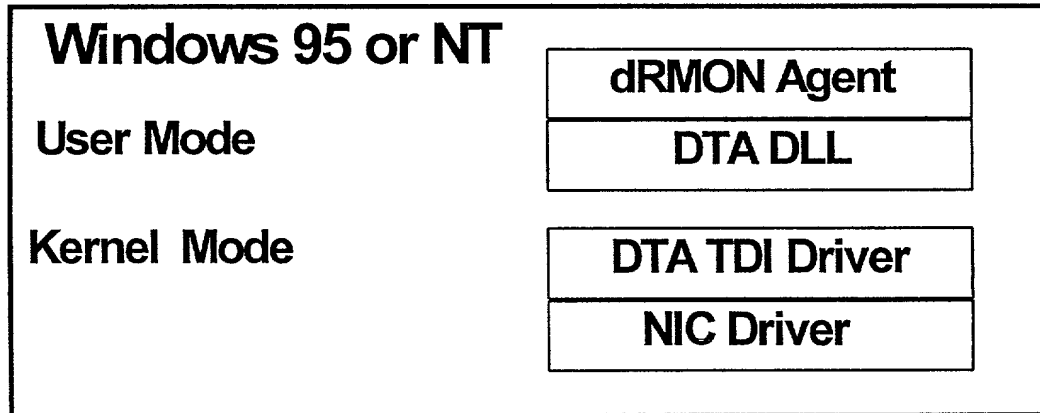 Windows 95 or NT
dRMON Agent
User Mode
DTA DLL
Kernel Mode
DTA TDI Driver
NIC Driver